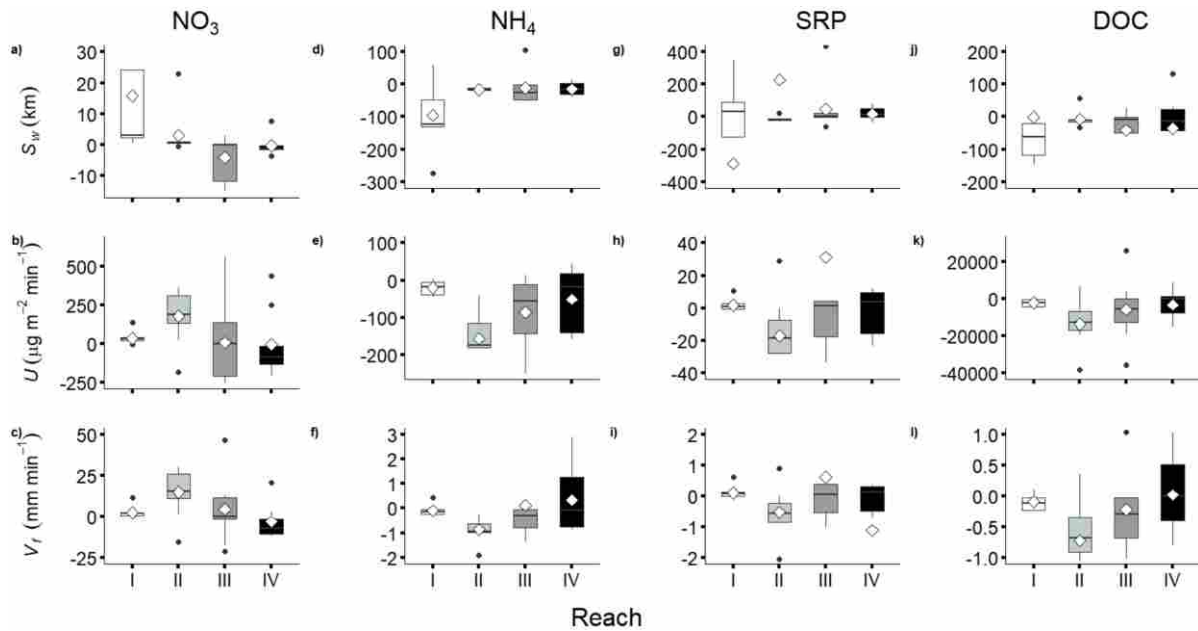 NO3 NH4 SRP DOC
a) d) g) j)
Sw (km)
30 20 10 0 -10
100 0 -100 -200 -300
400 200 0 -200 -400
200 100 0 -100 -200
b) e) h) k)
U (µg m−2 min−1)
500 250 0 -250
100 0 -100 -200
40 20 0 -20 -40
20000 0 -20000 -40000
c) f) i) l)
Vf (mm min−1)
50 25 0 -25
3 2 1 0 -1 -2
2 1 0 -1 -2
1.0 0.5 0.0 -0.5 -1.0
I II III IV I II III IV I II III IV I II III IV
Reach